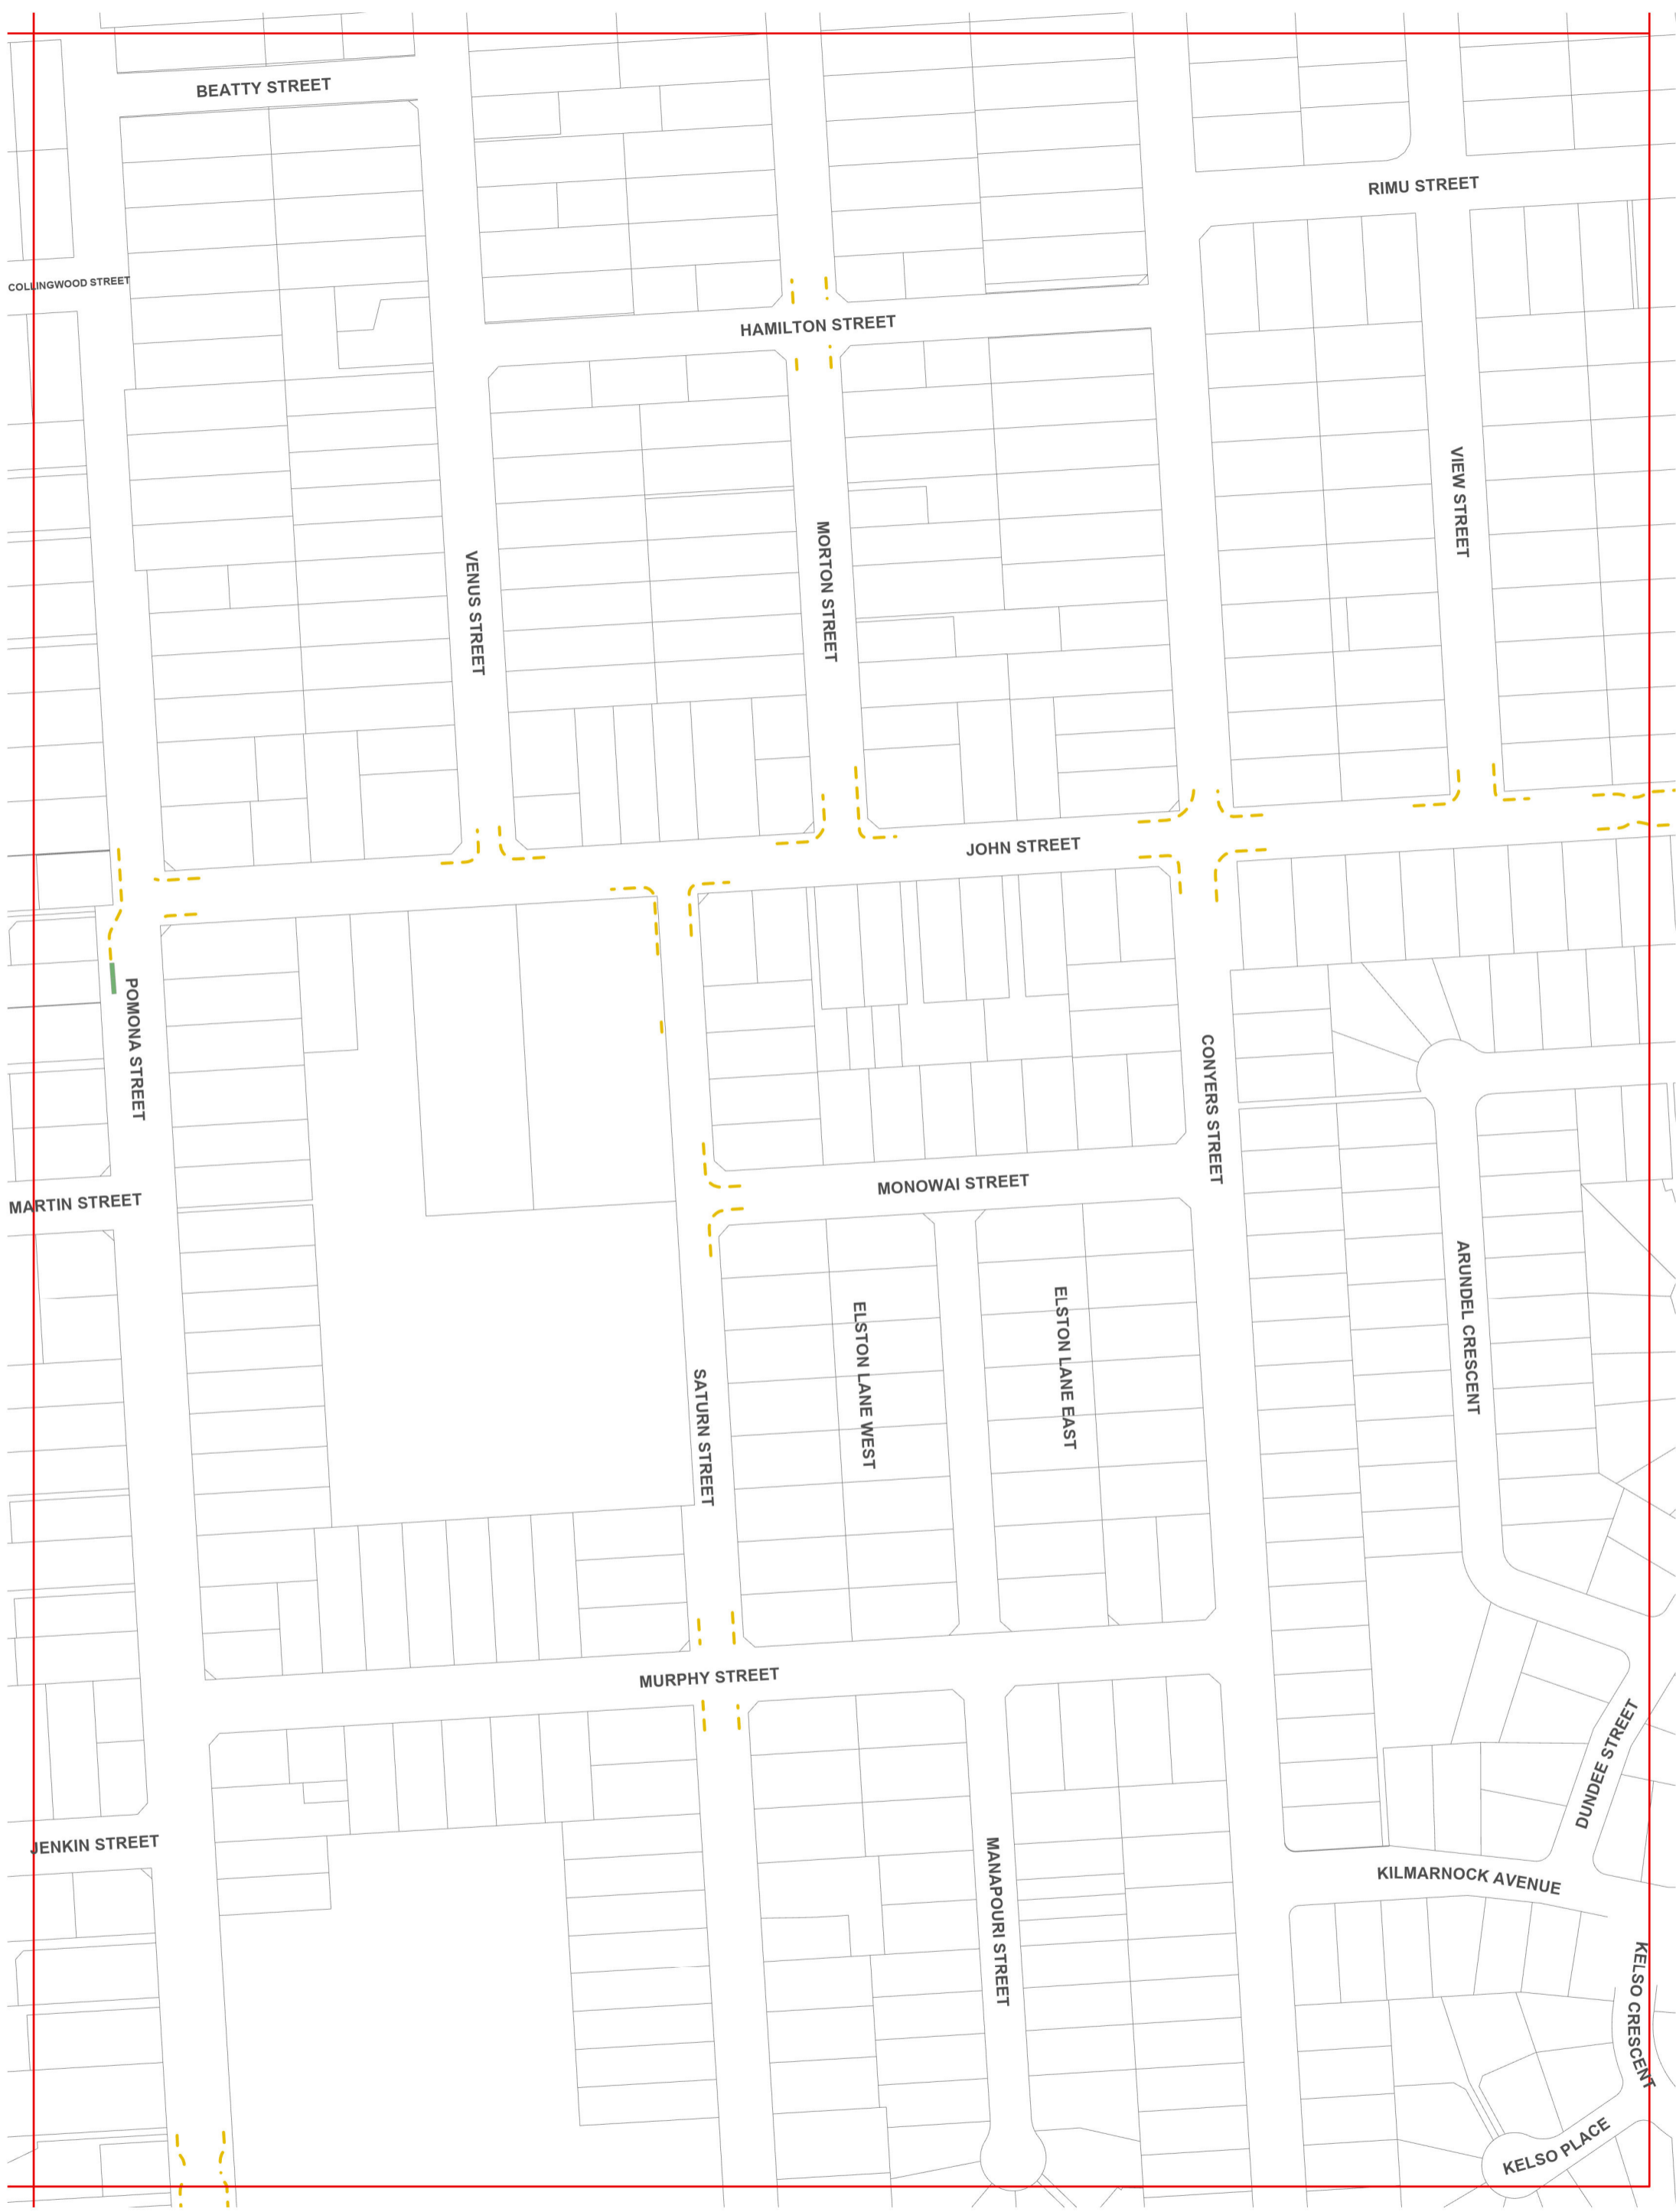 BEATTY STREET
RIMU STREET
COLLINGWOOD STREET
HAMILTON STREET
VIEW STREET
MORTON STREET
VENUS STREET
JOHN STREET
POMONA STREET
CONYERS STREET
MONOWAI STREET
MARTIN STREET
ARUNDEL CRESCENT
ELSTON LANE WEST
ELSTON LANE EAST
SATURN STREET
MURPHY STREET
DUNDEE STREET
JENKIN STREET
MANAPOURI STREET
KILMARNOCK AVENUE
KELSO CRESCENT
KELSO PLACE